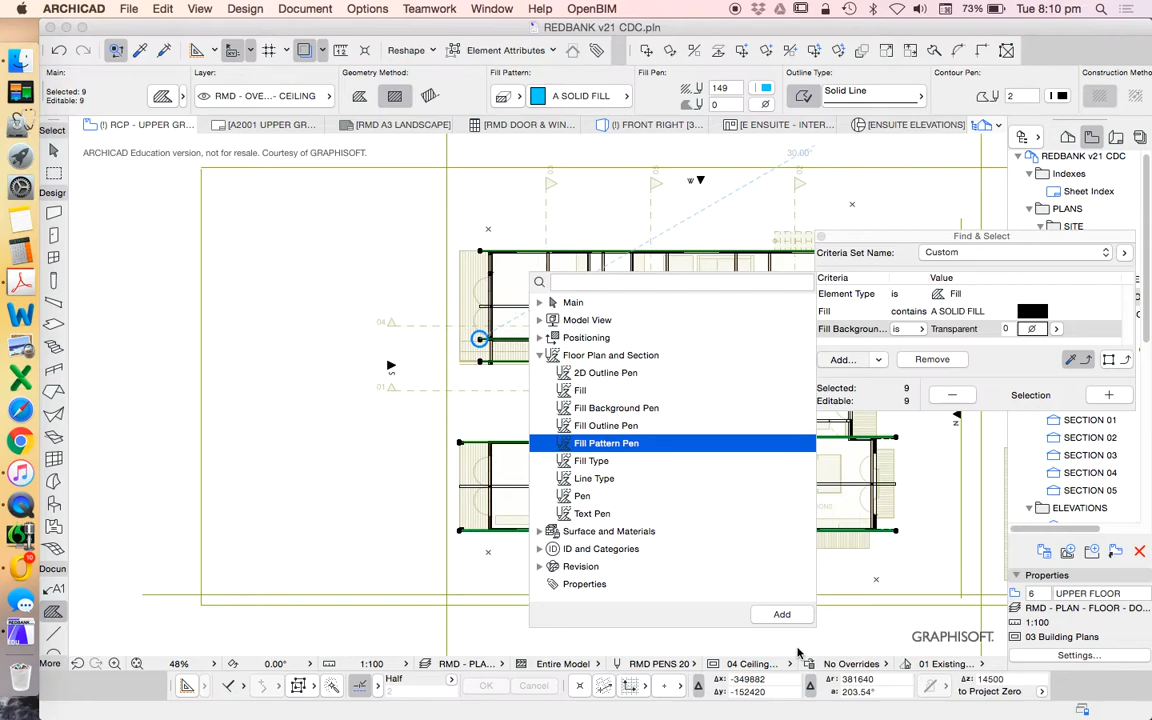 ARCHICAD File Edit View Design Document Options Teamwork Window Help OpenBIM 73% Tue 8:10 pm
REDBANK v21 CDC.pln
Reshape Element Attributes
Main: Layer: Geometry Method: Fill Pattern: Fill Pen: Outline Type: Contour Pen: Construction Metho
Selected: 9
Editable: 9
RMD - OVE... - CEILING
A SOLID FILL
149
0
Solid Line
2
Select
(!) RCP - UPPER GR... [A2001 UPPER GR... [RMD A3 LANDSCAPE] [RMD DOOR & WIN... (!) FRONT RIGHT [3... [E ENSUITE - INTER... [ENSUITE ELEVATIONS]
ARCHICAD Education version, not for resale. Courtesy of GRAPHISOFT.
30.00°
REDBANK v21 CDC
Indexes
Sheet Index
Design
PLANS
SITE
W
Find & Select
Criteria Set Name: Custom
Criteria Value
Element Type is Fill
Fill contains A SOLID FILL
Fill Backgroun... is Transparent 0
Add... Remove
Selected: 9
Editable: 9
Selection
Main
Model View
Positioning
Floor Plan and Section
2D Outline Pen
Fill
Fill Background Pen
Fill Outline Pen
Fill Pattern Pen
Fill Type
Line Type
Pen
Text Pen
Surface and Materials
ID and Categories
Revision
Properties
Add
04
01
S
N
SECTION 01
SECTION 02
SECTION 03
SECTION 04
SECTION 05
ELEVATIONS
Docun
A1
More
Properties
6 UPPER FLOOR
RMD - PLAN - FLOOR - DO...
1:100
03 Building Plans
Settings...
GRAPHISOFT.
48% 0.00° 1:100 RMD - PLA... Entire Model RMD PENS 20 04 Ceiling... No Overrides 01 Existing...
Half
2
OK Cancel
Δx: -349882
Δy: -152420
Δr: 381640
a: 203.54°
Δz: 14500
to Project Zero